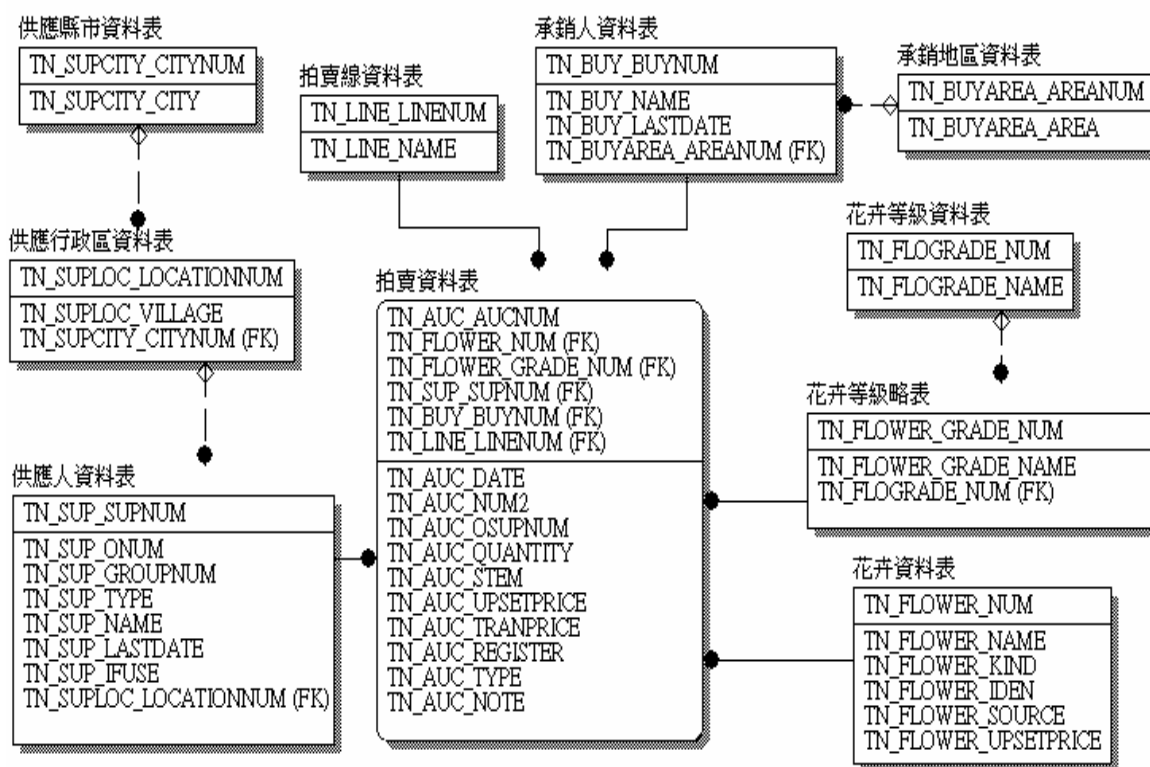 供應縣市資料表
TN_SUPCITY_CITYNUM
TN_SUPCITY_CITY
拍賣線資料表
TN_LINE_LINENUM
TN_LINE_NAME
承銷人資料表
TN_BUY_BUYNUM
TN_BUY_NAME
TN_BUY_LASTDATE
TN_BUYAREA_AREANUM (FK)
承銷地區資料表
TN_BUYAREA_AREANUM
TN_BUYAREA_AREA
供應行政區資料表
TN_SUPLOC_LOCATIONNUM
TN_SUPLOC_VILLAGE
TN_SUPCITY_CITYNUM (FK)
花卉等級資料表
TN_FLOGRADE_NUM
TN_FLOGRADE_NAME
拍賣資料表
TN_AUC_AUCNUM
TN_FLOWER_NUM (FK)
TN_FLOWER_GRADE_NUM (FK)
TN_SUP_SUPNUM (FK)
TN_BUY_BUYNUM (FK)
TN_LINE_LINENUM (FK)
TN_AUC_DATE
TN_AUC_NUM2
TN_AUC_OSUPNUM
TN_AUC_QUANTITY
TN_AUC_STEM
TN_AUC_UPSETPRICE
TN_AUC_TRANPRICE
TN_AUC_REGISTER
TN_AUC_TYPE
TN_AUC_NOTE
花卉等級略表
TN_FLOWER_GRADE_NUM
TN_FLOWER_GRADE_NAME
TN_FLOGRADE_NUM (FK)
供應人資料表
TN_SUP_SUPNUM
TN_SUP_ONUM
TN_SUP_GROUPNUM
TN_SUP_TYPE
TN_SUP_NAME
TN_SUP_LASTDATE
TN_SUP_IFUSE
TN_SUPLOC_LOCATIONNUM (FK)
花卉資料表
TN_FLOWER_NUM
TN_FLOWER_NAME
TN_FLOWER_KIND
TN_FLOWER_IDEN
TN_FLOWER_SOURCE
TN_FLOWER_UPSETPRICE